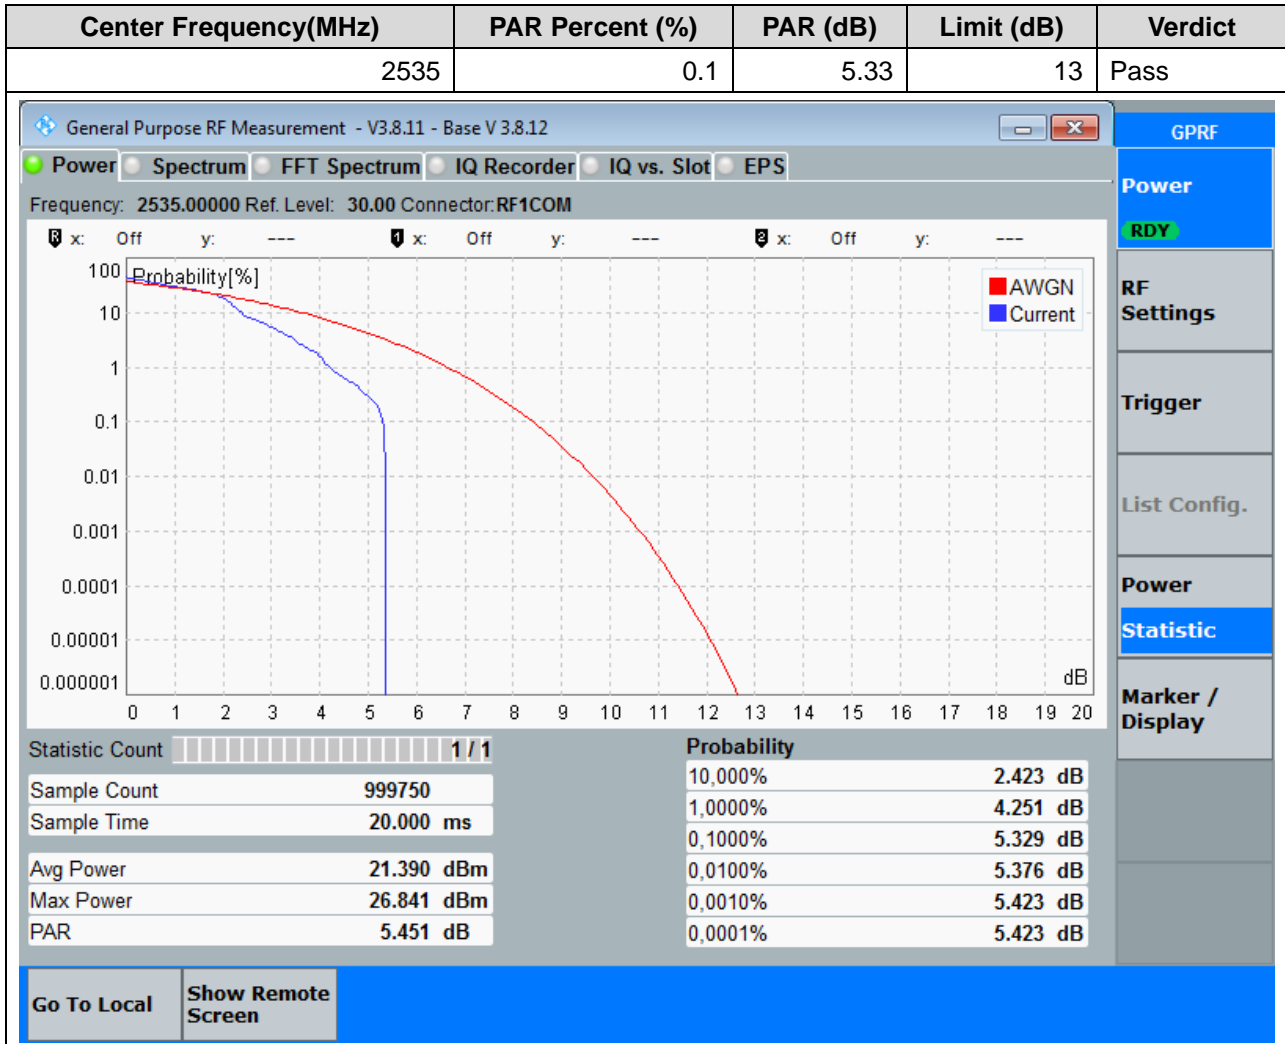 Center Frequency(MHz) PAR Percent (%) PAR (dB) Limit (dB) Verdict
2535 0.1 5.33 13 Pass
General Purpose RF Measurement - V3.8.11 - Base V 3.8.12
GPRF
Power Spectrum FFT Spectrum IQ Recorder IQ vs. Slot EPS
Power
RDY
Frequency: 2535.00000 Ref. Level: 30.00 Connector:RF1COM
R x: Off y: --- 1 x: Off y: --- 2 x: Off y: ---
Probability[%]
AWGN
Current
100
10
1
0.1
0.01
0.001
0.0001
0.00001
0.000001
dB
0 1 2 3 4 5 6 7 8 9 10 11 12 13 14 15 16 17 18 19 20
RF
Settings
Trigger
List Config.
Power
Statistic
Marker /
Display
Statistic Count 1 / 1
Sample Count 999750
Sample Time 20.000 ms
Avg Power 21.390 dBm
Max Power 26.841 dBm
PAR 5.451 dB
Probability
10,000% 2.423 dB
1,0000% 4.251 dB
0,1000% 5.329 dB
0,0100% 5.376 dB
0,0010% 5.423 dB
0,0001% 5.423 dB
Go To Local
Show Remote
Screen